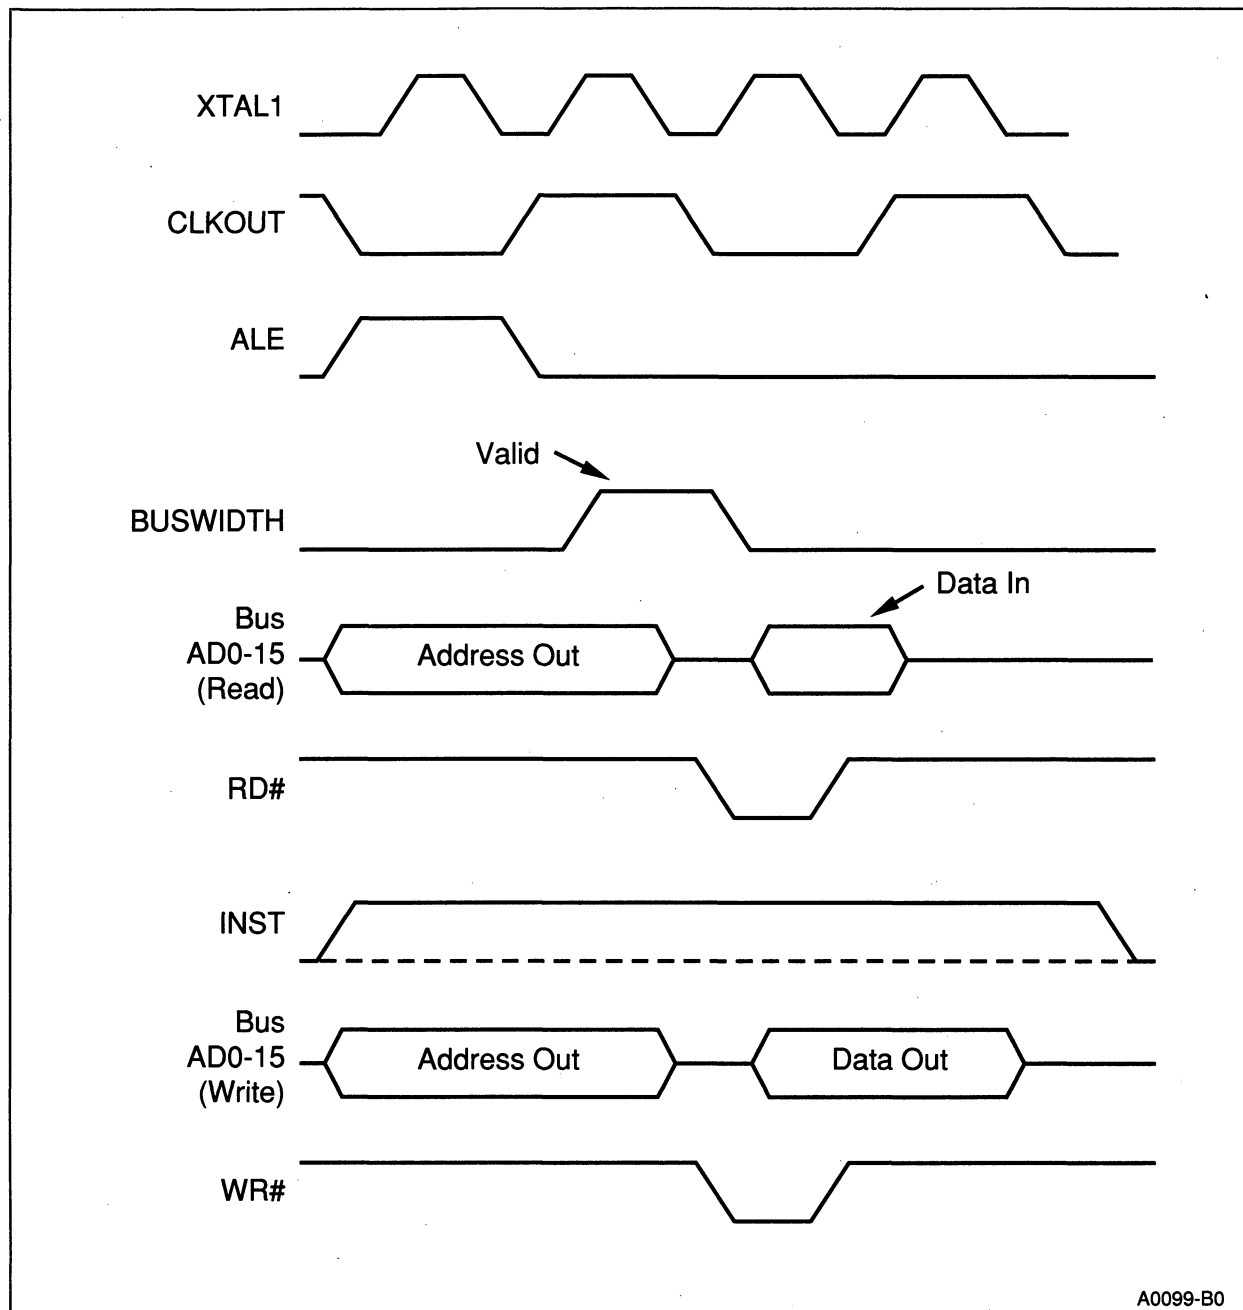 XTAL1
CLKOUT
ALE
Valid
BUSWIDTH
Data In
Bus
AD0-15
(Read)
Address Out
RD#
INST
Bus
AD0-15
(Write)
Address Out
Data Out
WR#
A0099-B0